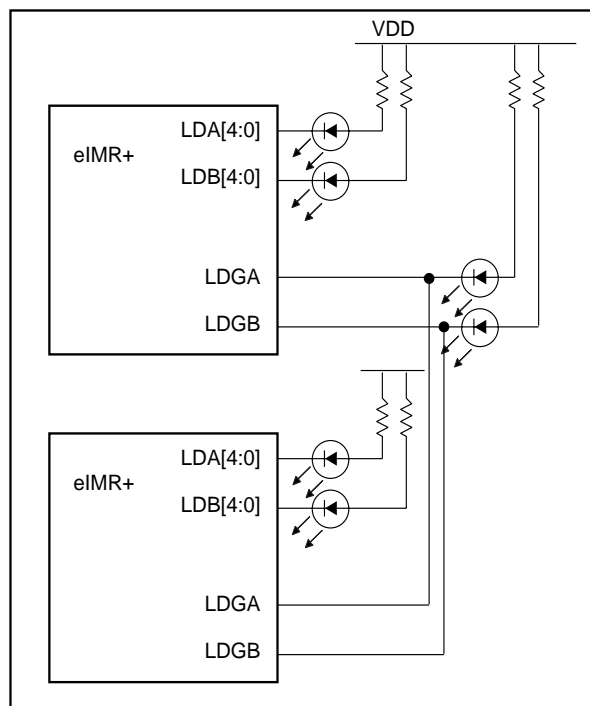 VDD
LDA[4:0]
eIMR+
LDB[4:0]
LDGA
LDGB
LDA[4:0]
eIMR+
LDB[4:0]
LDGA
LDGB